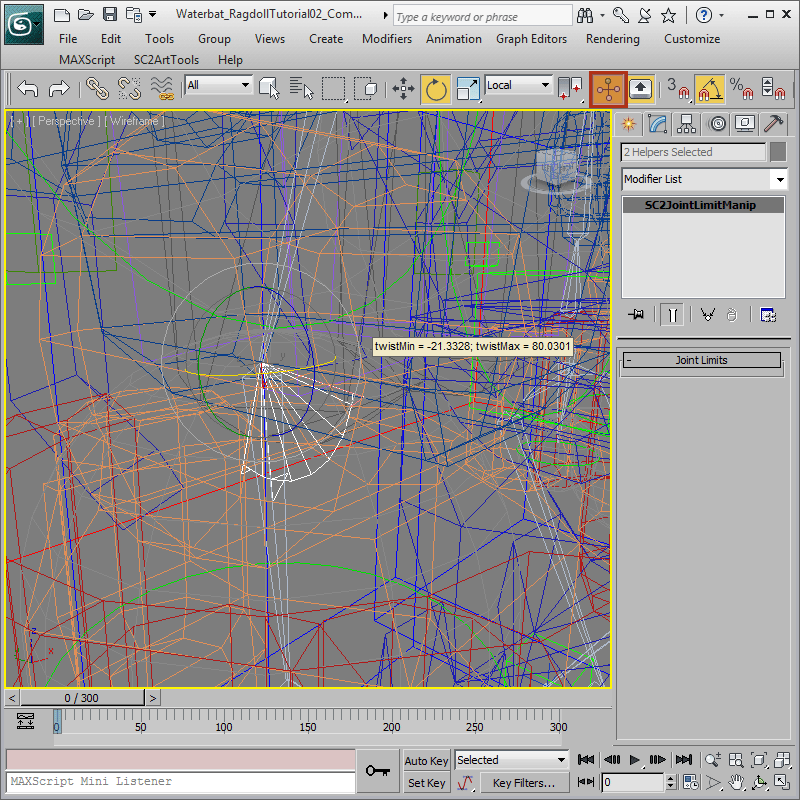 Waterbat_RagdollTutorial02_Com...
Type a keyword or phrase
File Edit Tools Group Views Create Modifiers Animation Graph Editors Rendering Customize
MAXScript SC2ArtTools Help
All
Local
3
%
[ + ] [ Perspective ] [ Wireframe ]
2 Helpers Selected
Modifier List
SC2JointLimitManip
y
twistMin = -21.3328; twistMax = 80.0301
- Joint Limits
z
x
< 0 / 300 >
0 50 100 150 200 250 300
Auto Key Selected
MAXScript Mini Listener
Set Key Key Filters...
0